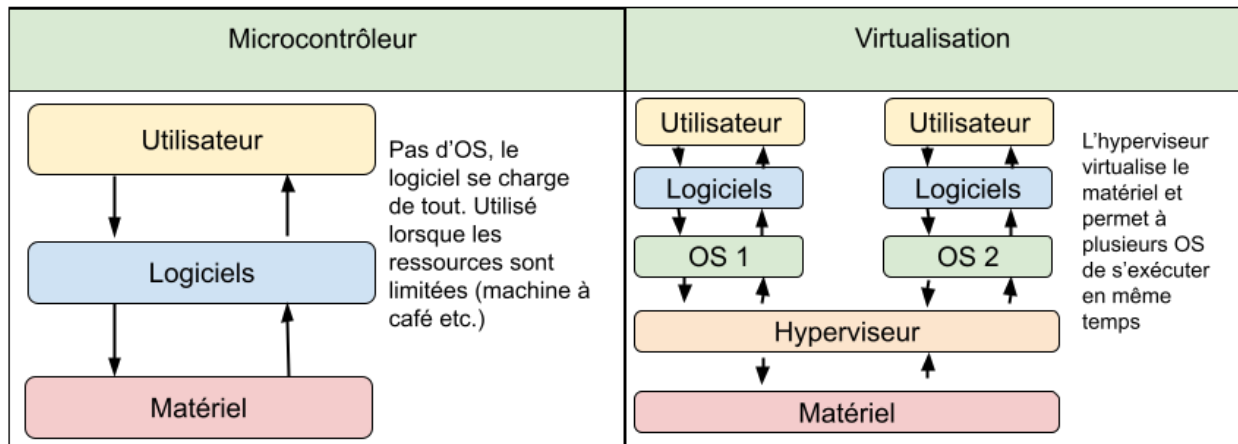 Microcontrôleur
Virtualisation
Utilisateur
Logiciels
Matériel
Pas d'OS, le
logiciel se charge
de tout. Utilisé
lorsque les
ressources sont
limitées (machine à
café etc.)
Utilisateur
Utilisateur
Logiciels
Logiciels
OS 1
OS 2
Hyperviseur
Matériel
L'hyperviseur
virtualise le
matériel et
permet à
plusieurs OS
de s'exécuter
en même
temps